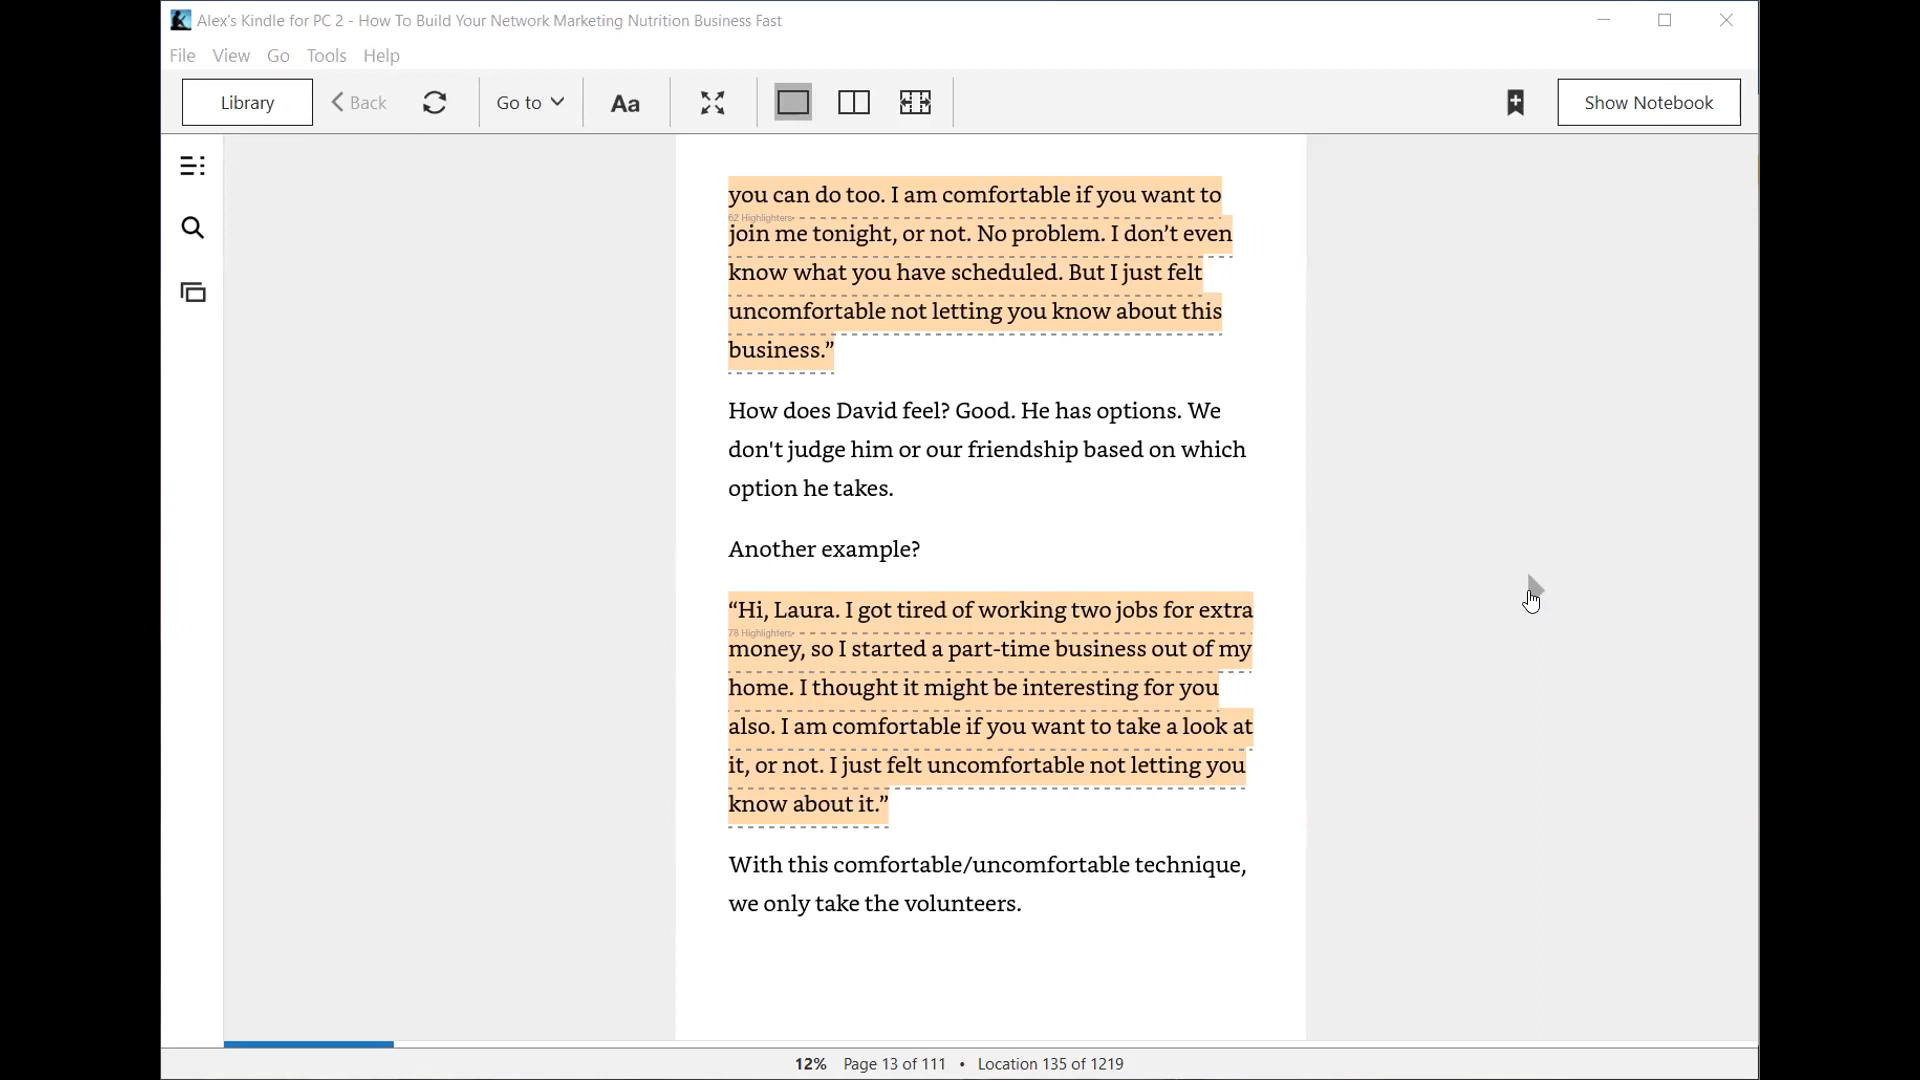 Alex's Kindle for PC 2 - How To Build Your Network Marketing Nutrition Business Fast
File View Go Tools Help
Library Back Go to Aa Show Notebook
you can do too. I am comfortable if you want to
62 Highlighters
join me tonight, or not. No problem. I don’t even
know what you have scheduled. But I just felt
uncomfortable not letting you know about this
business.”
How does David feel? Good. He has options. We
don't judge him or our friendship based on which
option he takes.
Another example?
“Hi, Laura. I got tired of working two jobs for extra
78 Highlighters
money, so I started a part-time business out of my
home. I thought it might be interesting for you
also. I am comfortable if you want to take a look at
it, or not. I just felt uncomfortable not letting you
know about it.”
With this comfortable/uncomfortable technique,
we only take the volunteers.
12% Page 13 of 111 • Location 135 of 1219